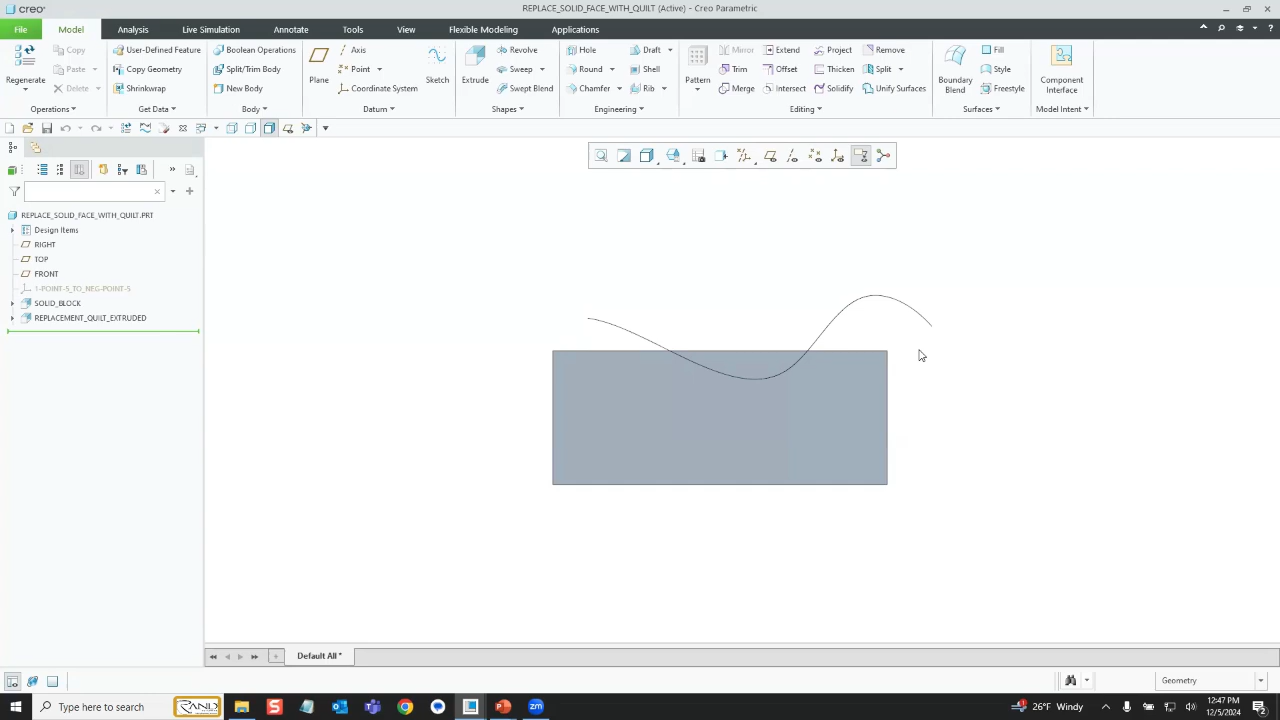 creo
REPLACE_SOLID_FACE_WITH_QUILT (Active) - Creo Parametric
File Model Analysis Live Simulation Annotate Tools View Flexible Modeling Applications
Regenerate
Copy
Paste
Delete
Operations
User-Defined Feature
Copy Geometry
Shrinkwrap
Get Data
Boolean Operations
Split/Trim Body
New Body
Body
Plane
Axis
Coordinate System
Sketch
Datum
Extrude
Revolve
Sweep
Swept Blend
Shapes
Hole
Round
Chamfer
Draft
Shell
Rib
Engineering
Pattern
Mirror
Trim
Merge
Extend
Offset
Intersect
Project
Thicken
Solidify
Remove
Split
Unify Surfaces
Editing
Boundary
Blend
Fill
Style
Freestyle
Surfaces
Component
Interface
Model Intent
REPLACE_SOLID_FACE_WITH_QUILT.PRT
Design Items
RIGHT
TOP
FRONT
1-POINT-5_TO_NEG-POINT-5
SOLID_BLOCK
REPLACEMENT_QUILT_EXTRUDED
Default All *
Geometry
Type here to search
RAND
26°F Windy
12:47 PM
12/5/2024
2